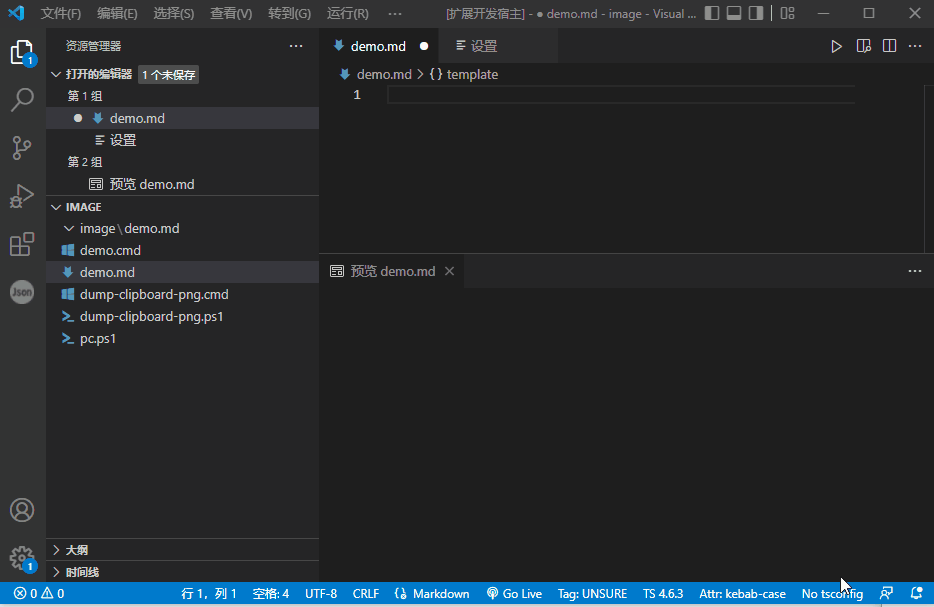 文件(F) 编辑(E) 选择(S) 查看(V) 转到(G) 运行(R) ··· [扩展开发宿主] - ● demo.md - image - Visual ...
资源管理器 ···
打开的编辑器 1 个未保存
第 1 组
● demo.md
设置
第 2 组
预览 demo.md
IMAGE
image\demo.md
demo.cmd
demo.md
dump-clipboard-png.cmd
dump-clipboard-png.ps1
pc.ps1
大纲
时间线
1
Json
1
demo.md ● 设置 ···
demo.md > {} template
1
预览 demo.md ···
0 0 行 1，列 1 空格: 4 UTF-8 CRLF Markdown Go Live Tag: UNSURE TS 4.6.3 Attr: kebab-case No tsconfig